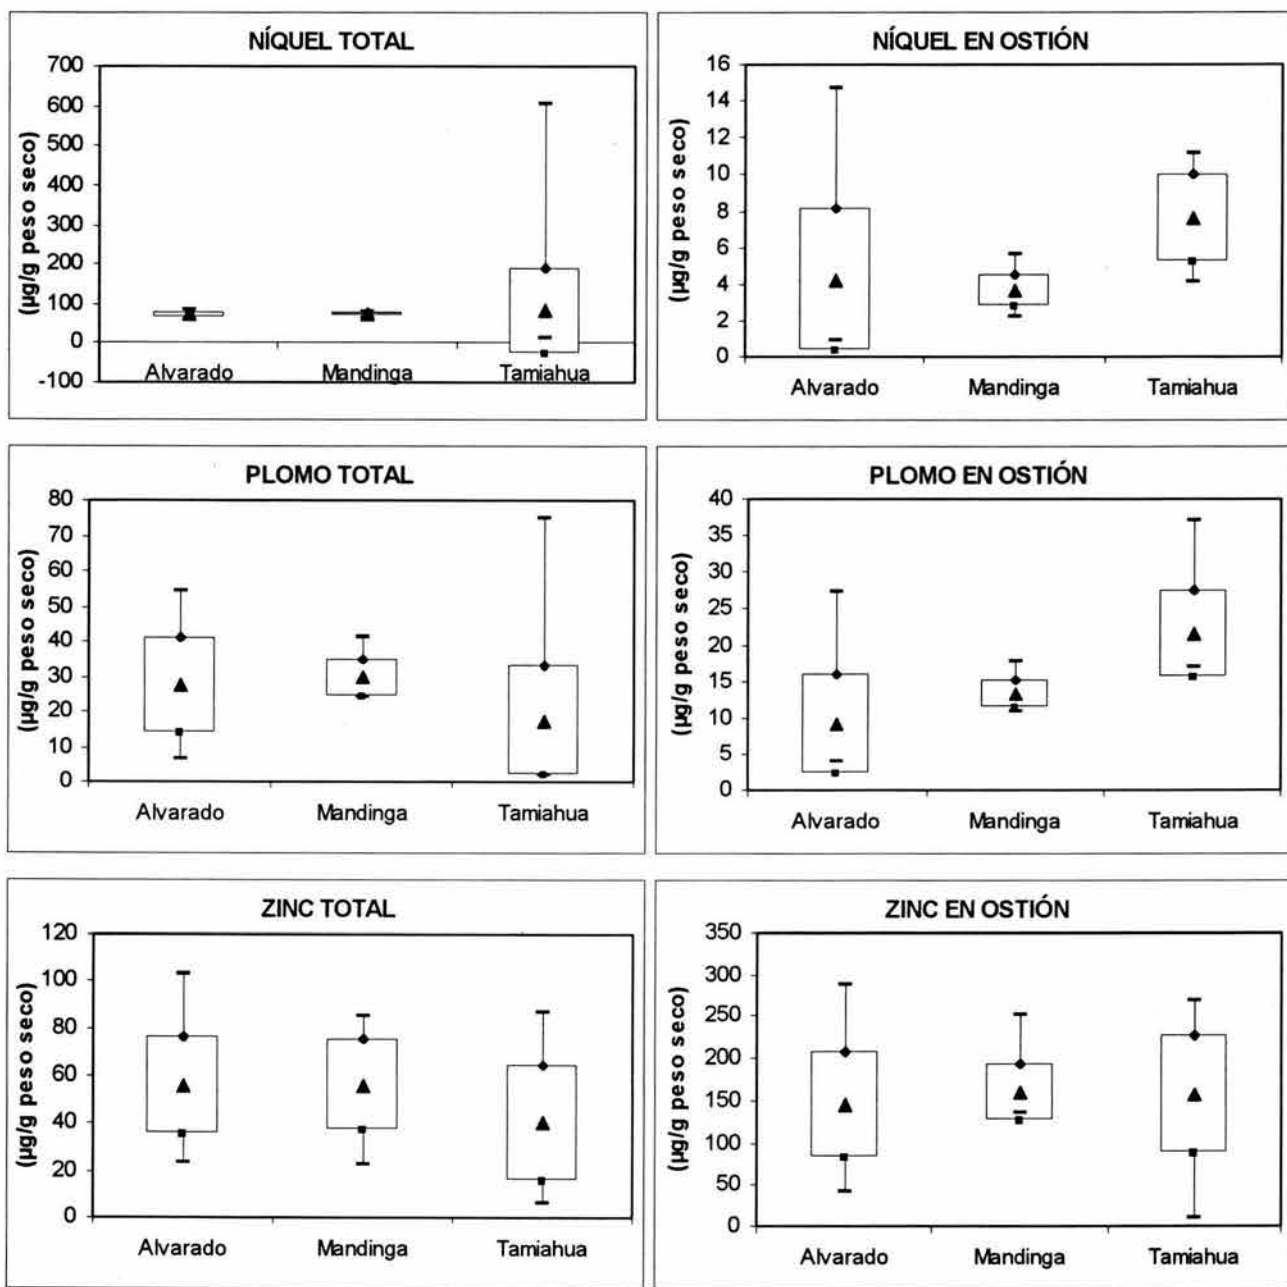 NÍQUEL TOTAL
(µg/g peso seco)
700
600
500
400
300
200
100
0
-100
Alvarado Mandinga Tamiahua
NÍQUEL EN OSTIÓN
(µg/g peso seco)
16
14
12
10
8
6
4
2
0
Alvarado Mandinga Tamiahua
PLOMO TOTAL
(µg/g peso seco)
80
70
60
50
40
30
20
10
0
Alvarado Mandinga Tamiahua
PLOMO EN OSTIÓN
(µg/g peso seco)
40
35
30
25
20
15
10
5
0
Alvarado Mandinga Tamiahua
ZINC TOTAL
(µg/g peso seco)
120
100
80
60
40
20
0
Alvarado Mandinga Tamiahua
ZINC EN OSTIÓN
(µg/g peso seco)
350
300
250
200
150
100
50
0
Alvarado Mandinga Tamiahua